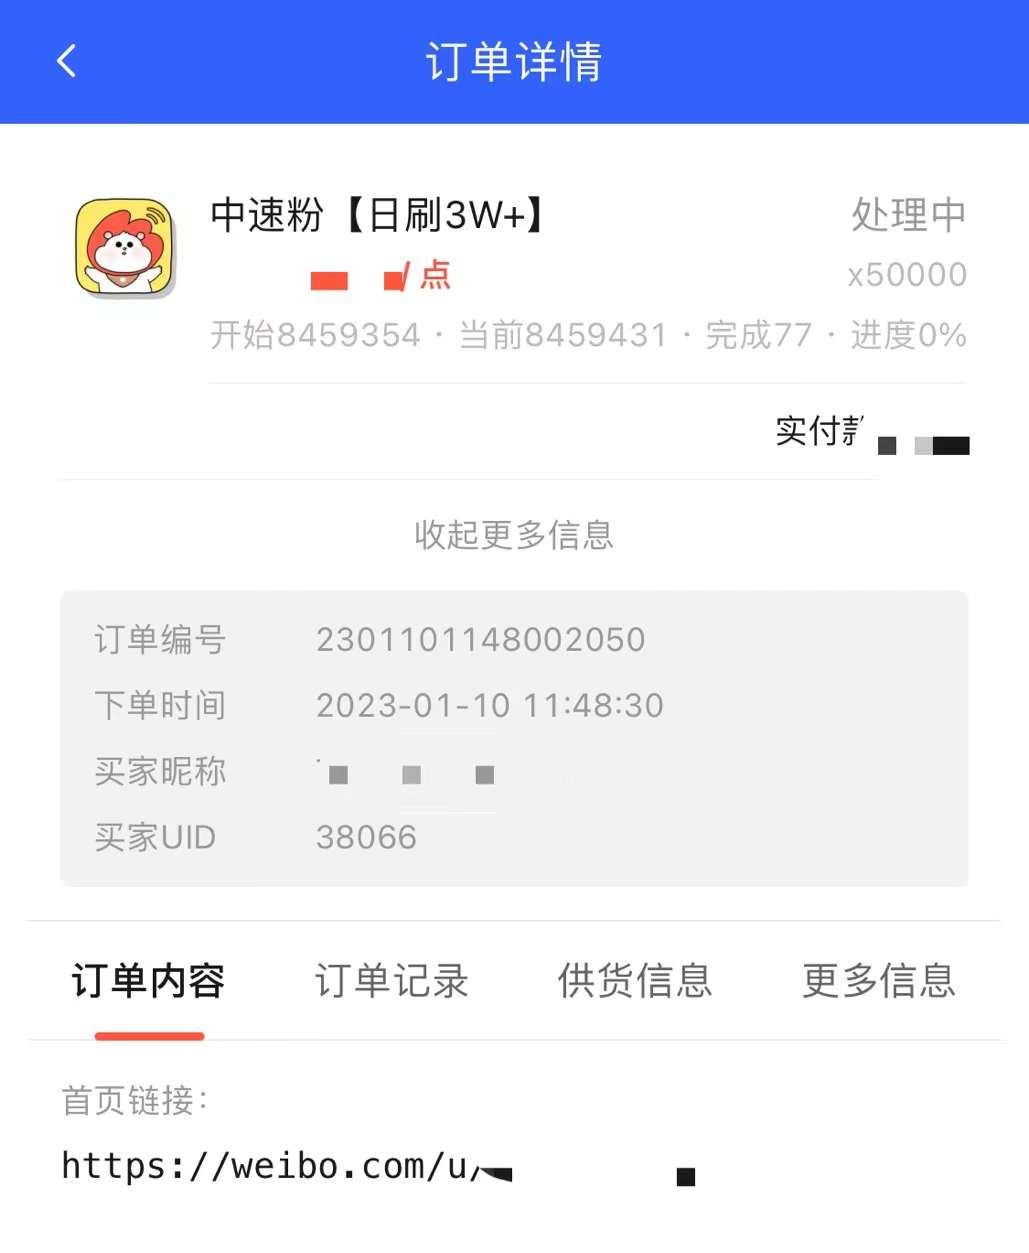 订单详情
中速粉【日刷3W+】 处理中
/ 点 x50000
开始8459354 · 当前8459431 · 完成77 · 进度0%
实付款
收起更多信息
订单编号 2301101148002050
下单时间 2023-01-10 11:48:30
买家昵称
买家UID 38066
订单内容 订单记录 供货信息 更多信息
首页链接:
https://weibo.com/u/